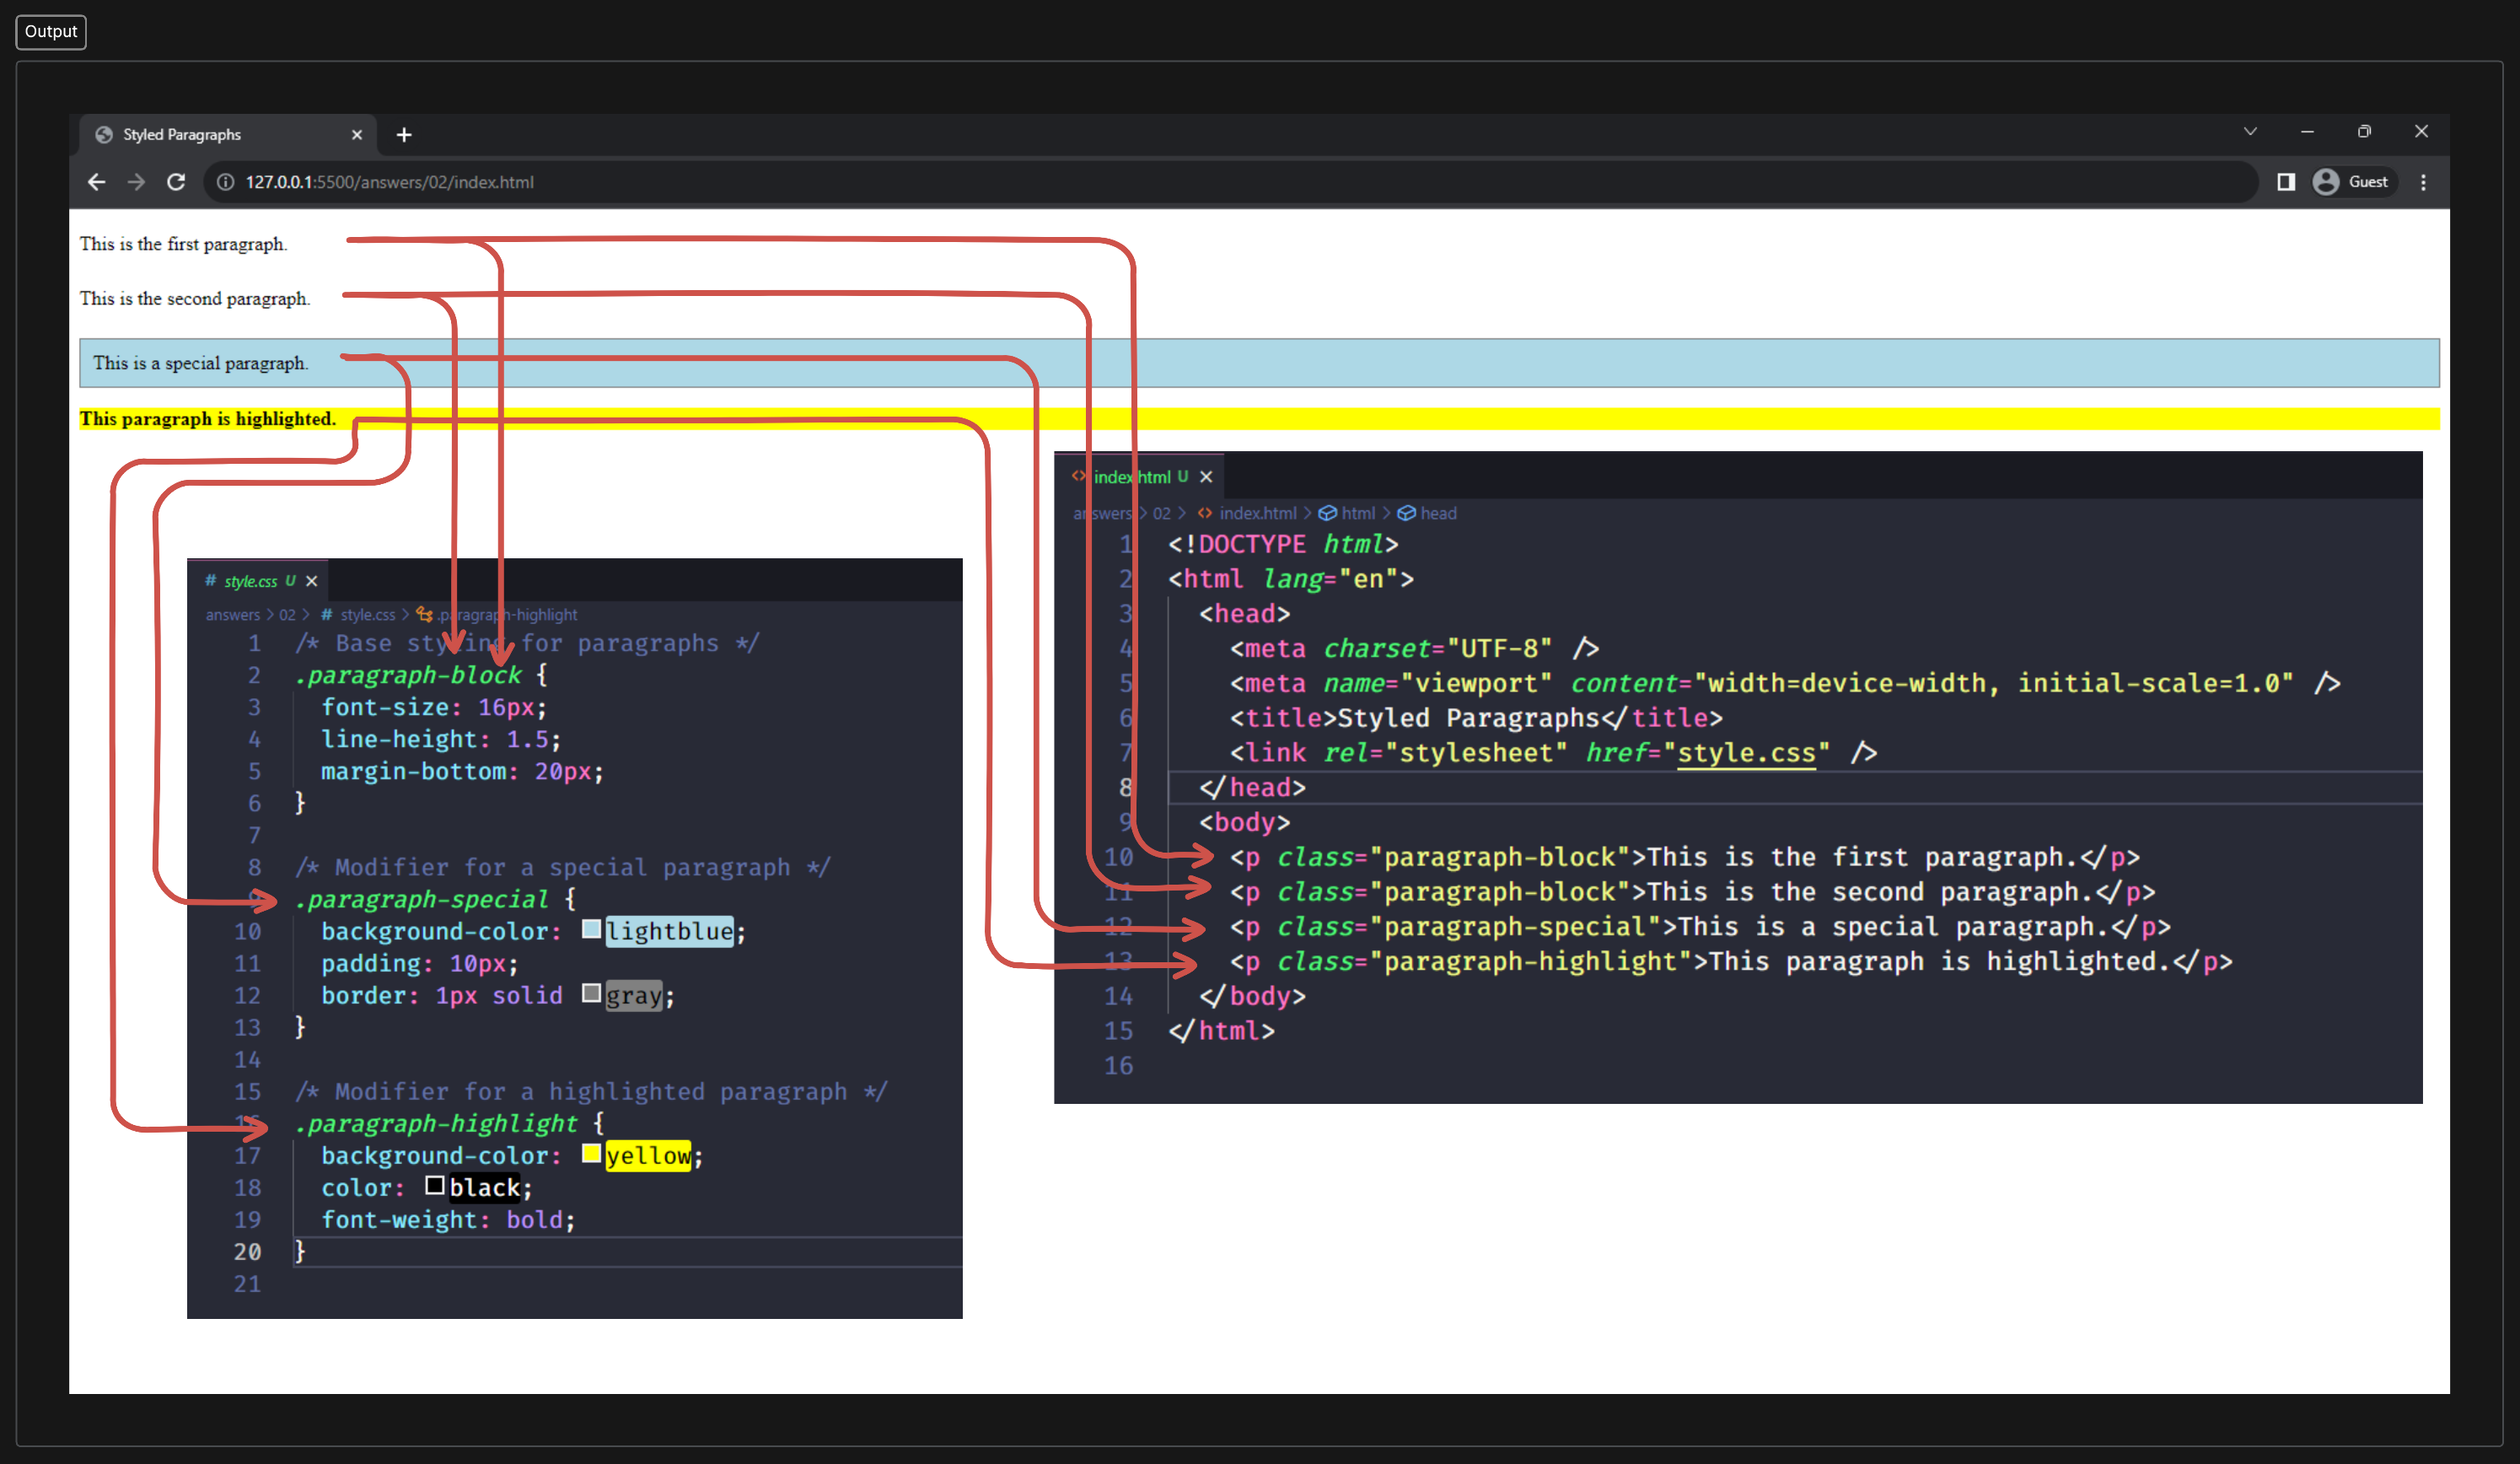 Output
Styled Paragraphs
127.0.0.1:5500/answers/02/index.html
Guest
This is the first paragraph.
This is the second paragraph.
This is a special paragraph.
This paragraph is highlighted.
# style.css U
answers > 02 > # style.css > .paragraph-highlight
1 /* Base styling for paragraphs */
2 .paragraph-block {
3 font-size: 16px;
4 line-height: 1.5;
5 margin-bottom: 20px;
6 }
7
8 /* Modifier for a special paragraph */
9 .paragraph-special {
10 background-color: lightblue;
11 padding: 10px;
12 border: 1px solid gray;
13 }
14
15 /* Modifier for a highlighted paragraph */
16 .paragraph-highlight {
17 background-color: yellow;
18 color: black;
19 font-weight: bold;
20 }
21
<> index.html U
answers > 02 > <> index.html > html > head
1 <!DOCTYPE html>
2 <html lang="en">
3 <head>
4 <meta charset="UTF-8" />
5 <meta name="viewport" content="width=device-width, initial-scale=1.0" />
6 <title>Styled Paragraphs</title>
7 <link rel="stylesheet" href="style.css" />
8 </head>
9 <body>
10 <p class="paragraph-block">This is the first paragraph.</p>
11 <p class="paragraph-block">This is the second paragraph.</p>
12 <p class="paragraph-special">This is a special paragraph.</p>
13 <p class="paragraph-highlight">This paragraph is highlighted.</p>
14 </body>
15 </html>
16